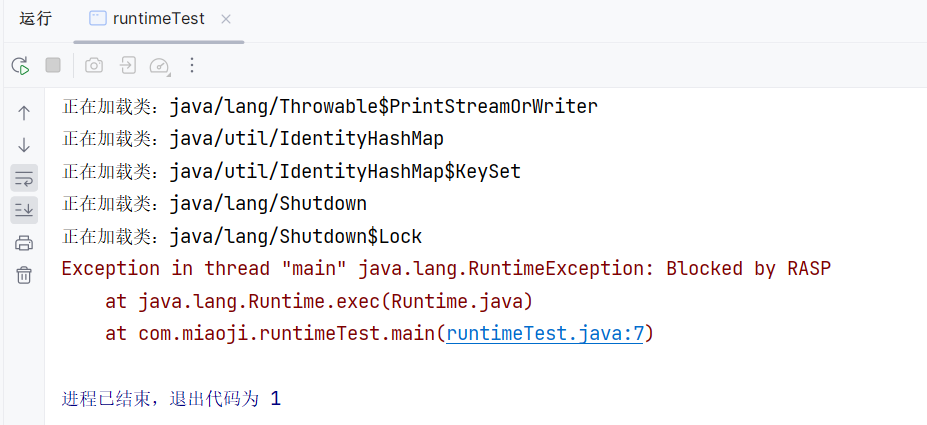 运行 runtimeTest
正在加载类：java/lang/Throwable$PrintStreamOrWriter
正在加载类：java/util/IdentityHashMap
正在加载类：java/util/IdentityHashMap$KeySet
正在加载类：java/lang/Shutdown
正在加载类：java/lang/Shutdown$Lock
Exception in thread "main" java.lang.RuntimeException: Blocked by RASP
    at java.lang.Runtime.exec(Runtime.java)
    at com.miaoji.runtimeTest.main(runtimeTest.java:7)
进程已结束，退出代码为 1